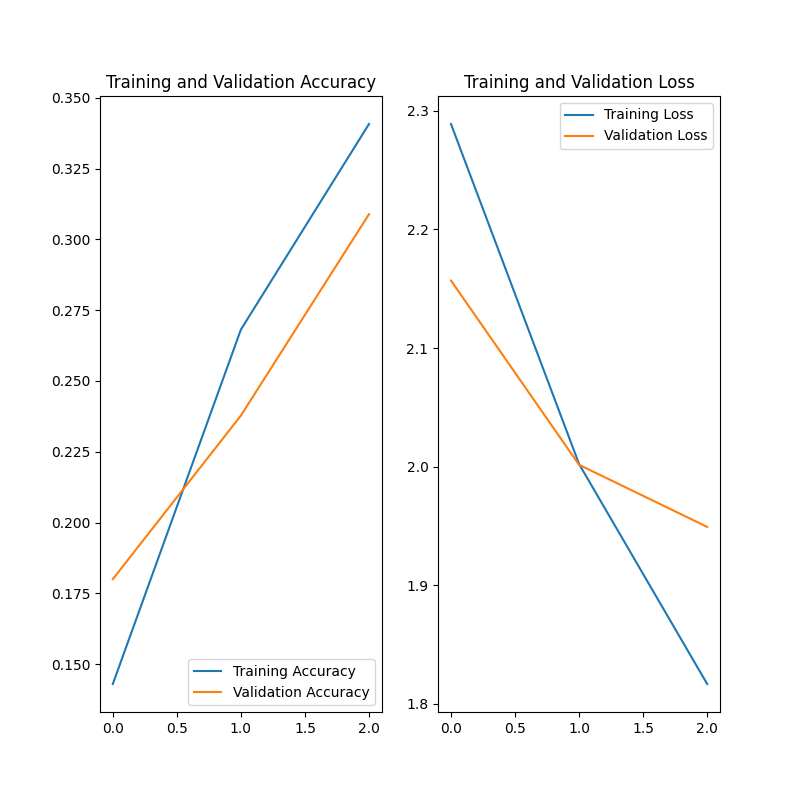 Training and Validation Accuracy
0.350
0.325
0.300
0.275
0.250
0.225
0.200
0.175
0.150
Training Accuracy
Validation Accuracy
0.0 0.5 1.0 1.5 2.0
Training and Validation Loss
2.3
2.2
2.1
2.0
1.9
1.8
Training Loss
Validation Loss
0.0 0.5 1.0 1.5 2.0